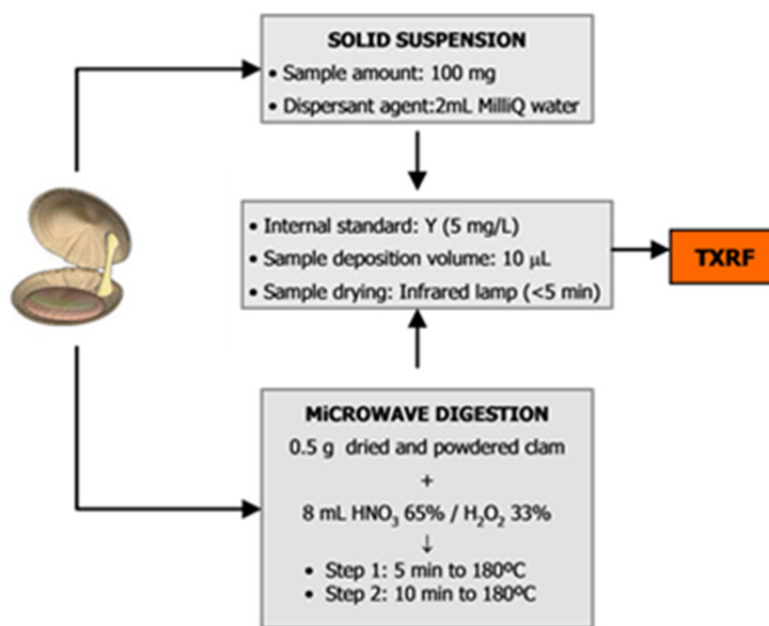 SOLID SUSPENSION
• Sample amount: 100 mg
• Dispersant agent:2mL MilliQ water
• Internal standard: Y (5 mg/L)
• Sample deposition volume: 10 µL
• Sample drying: Infrared lamp (<5 min)
TXRF
MiCROWAVE DIGESTION
0.5 g dried and powdered clam
+
8 mL HNO₃ 65% / H₂O₂ 33%
↓
• Step 1: 5 min to 180ºC
• Step 2: 10 min to 180ºC